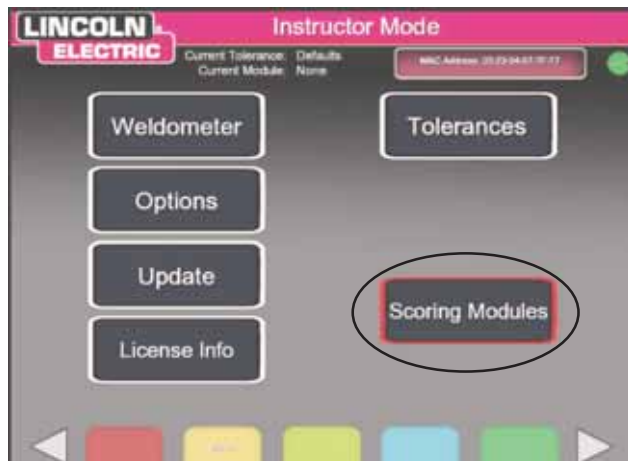 LINCOLN
ELECTRIC
Instructor Mode
Current Tolerance: Defaults
Current Module: None
Weldometer
Tolerances
Options
Update
Scoring Modules
License Info